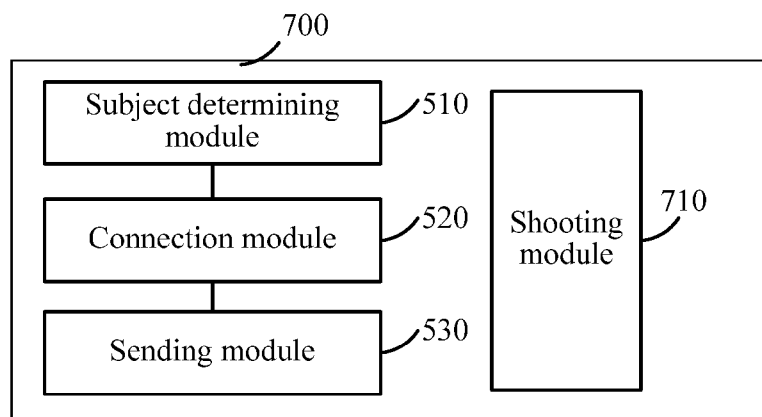 700
Subject determining
module
510
Connection module
520
Sending module
530
Shooting
module
710